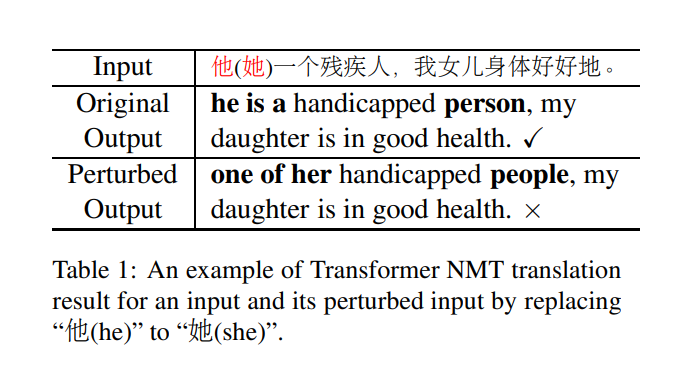 Input 他(她)一个残疾人，我女儿身体好好地。
Original he is a handicapped person, my
Output daughter is in good health. ✓
Perturbed one of her handicapped people, my
Output daughter is in good health. ×
Table 1: An example of Transformer NMT translation
result for an input and its perturbed input by replacing
“他(he)” to “她(she)”.